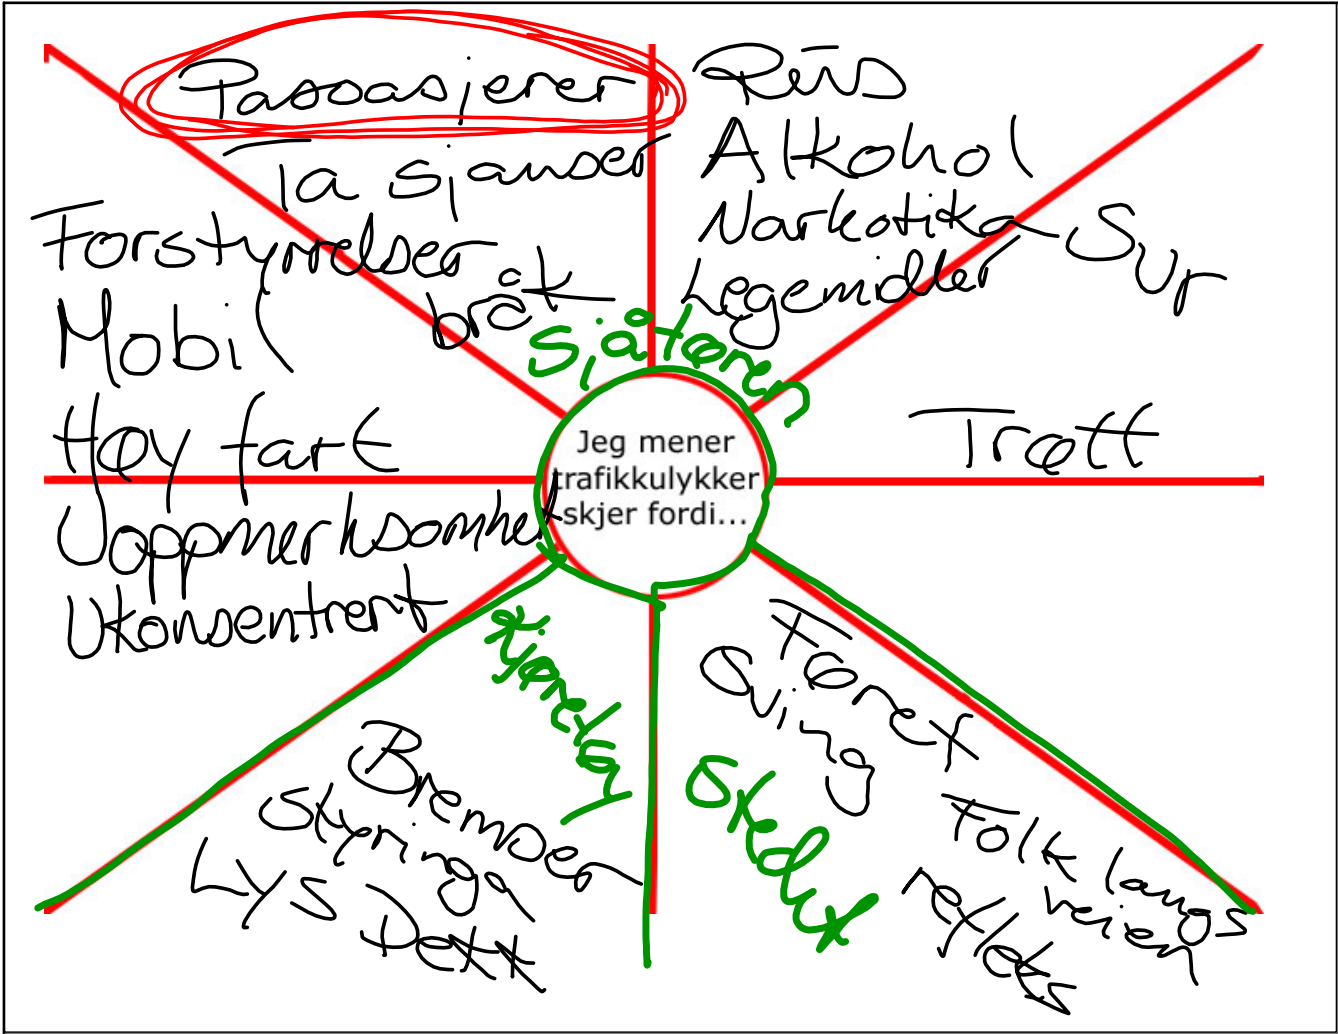 Passasjerer
Ta sjanser
Forstyrrelser
bråk
Mobil
Høy fart
Uoppmerksomhet
Ukonsentrert
Rus
Alkohol
Narkotika
Legemidler
Sur
Sjåføren
Trøtt
Jeg mener
trafikkulykker
skjer fordi...
Kjøretøy
Bremser
Styringa
Lys Dekk
Stedet
Føret
Sving
Folk langs
veien
refleks